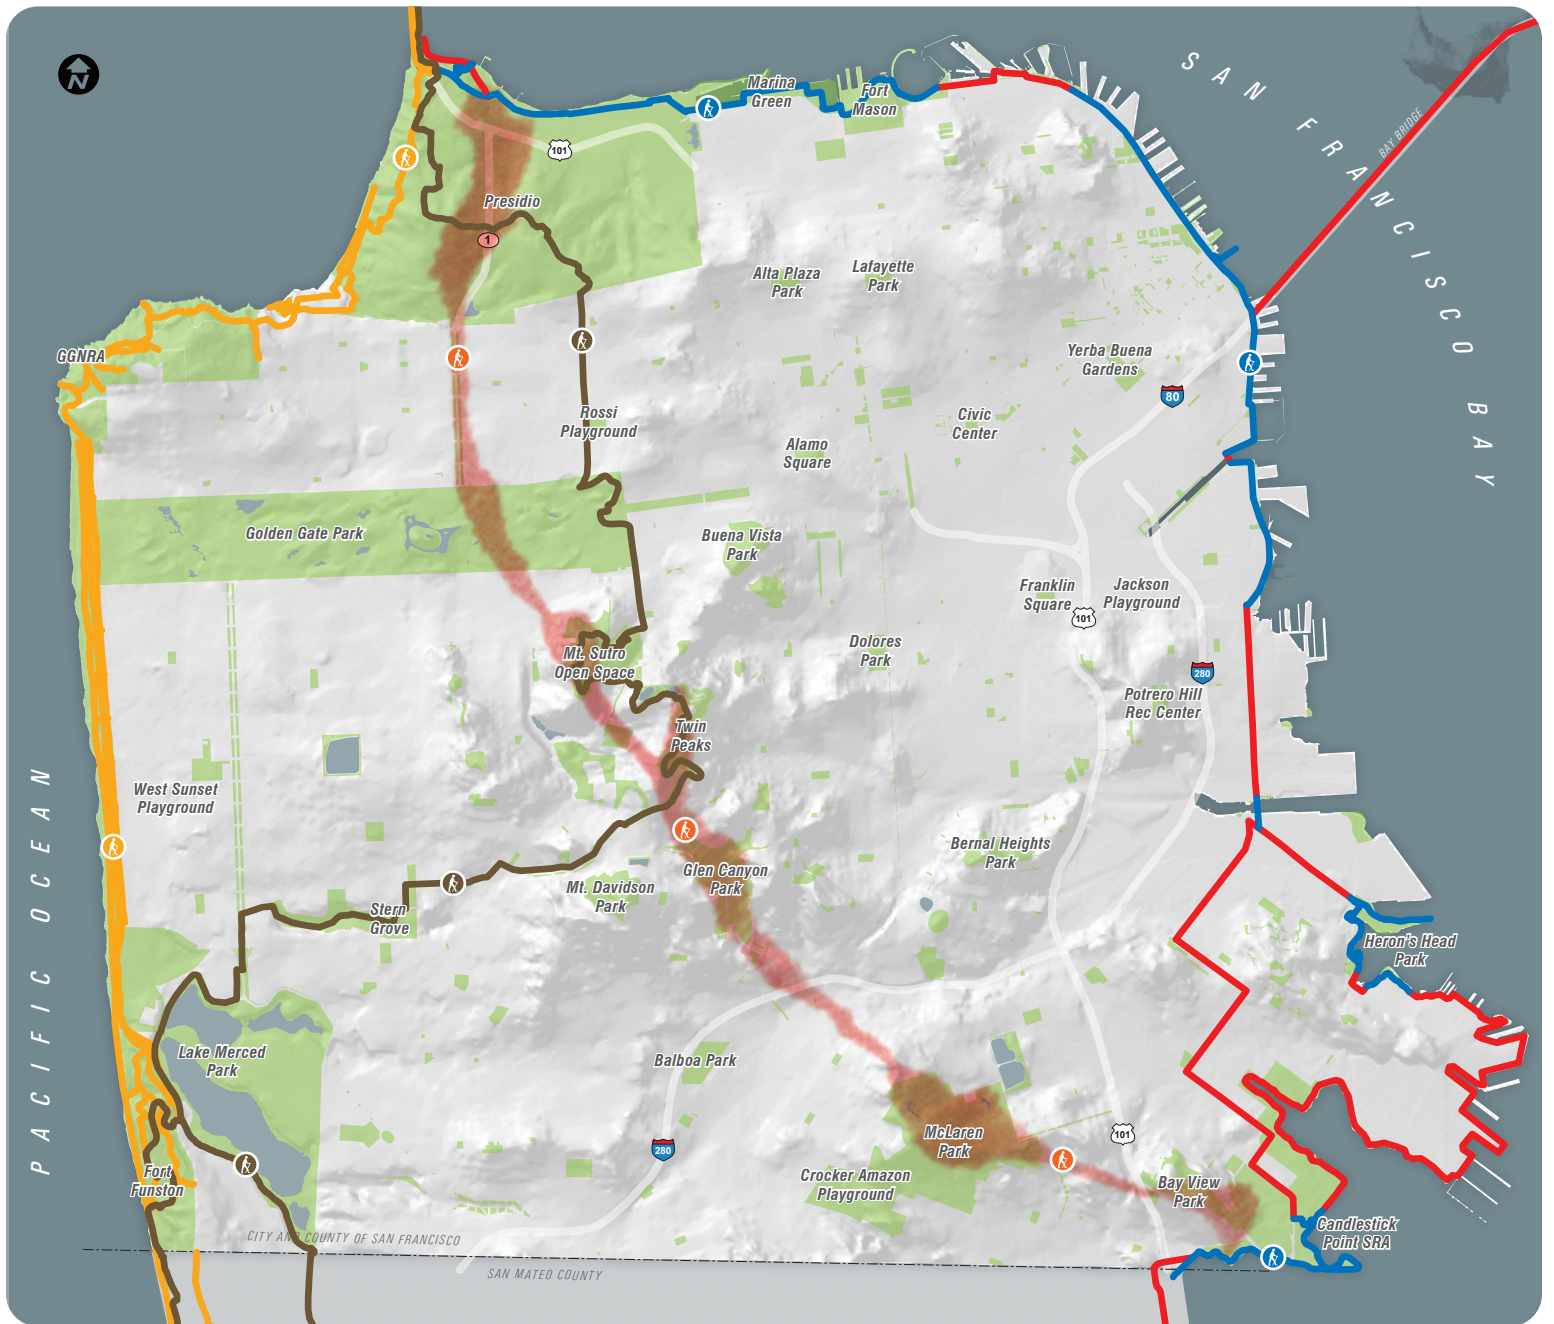 N
SAN FRANCISCO BAY
BAY BRIDGE
Marina
Green
Fort
Mason
101
Presidio
1
Alta Plaza
Park
Lafayette
Park
GGNRA
Yerba Buena
Gardens
80
Rossi
Playground
Civic
Center
Alamo
Square
Golden Gate Park
Buena Vista
Park
Franklin
Square
Jackson
Playground
101
Mt. Sutro
Open Space
Dolores
Park
280
Potrero Hill
Rec Center
Twin
Peaks
West Sunset
Playground
PACIFIC OCEAN
Bernal Heights
Park
Glen Canyon
Park
Mt. Davidson
Park
Stern
Grove
Heron's Head
Park
Lake Merced
Park
Balboa Park
McLaren
Park
101
280
Fort
Funston
Crocker Amazon
Playground
Bay View
Park
Candlestick
Point SRA
CITY AND COUNTY OF SAN FRANCISCO
SAN MATEO COUNTY